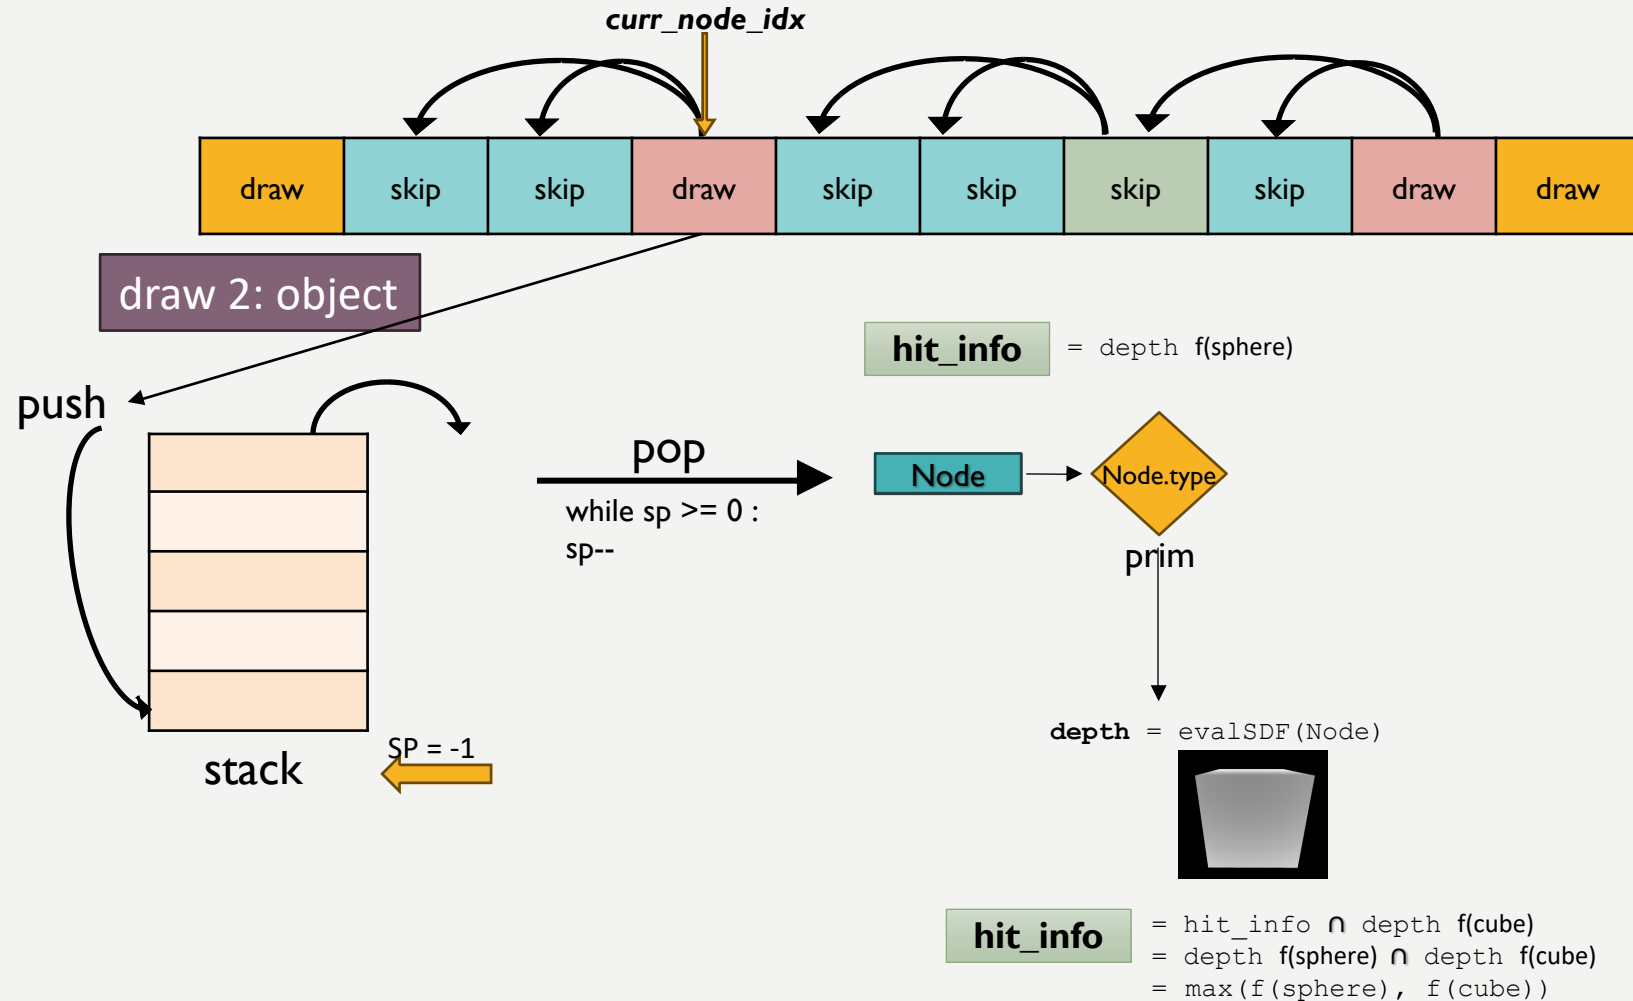 curr_node_idx
draw skip skip draw skip skip skip skip draw draw
draw 2: object
hit_info = depth f(sphere)
push
pop
Node
Node.type
while sp >= 0 :
sp--
prim
depth = evalSDF(Node)
SP = -1
stack
hit_info
= hit_info ∩ depth f(cube)
= depth f(sphere) ∩ depth f(cube)
= max(f(sphere), f(cube))